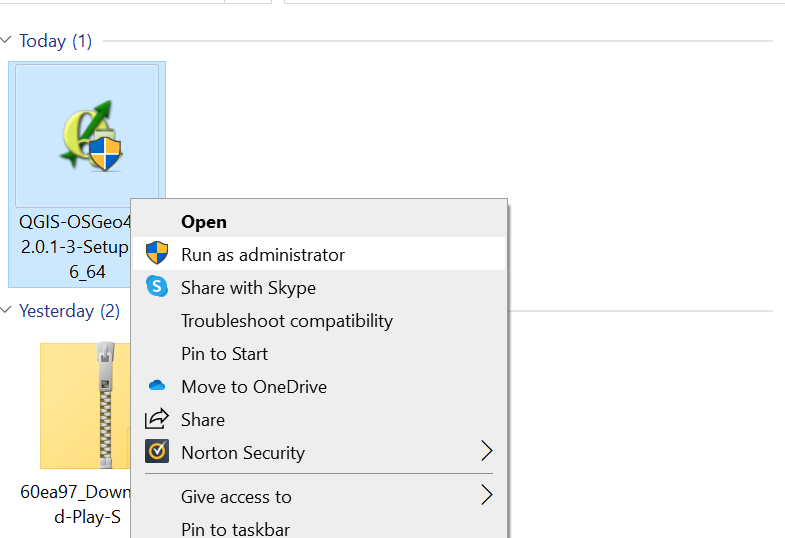 Today (1)
QGIS-OSGeo4
2.0.1-3-Setup
6_64
Open
Run as administrator
Share with Skype
Troubleshoot compatibility
Pin to Start
Move to OneDrive
Share
Norton Security
Give access to
Pin to taskbar
Yesterday (2)
60ea97_Down
d-Play-S